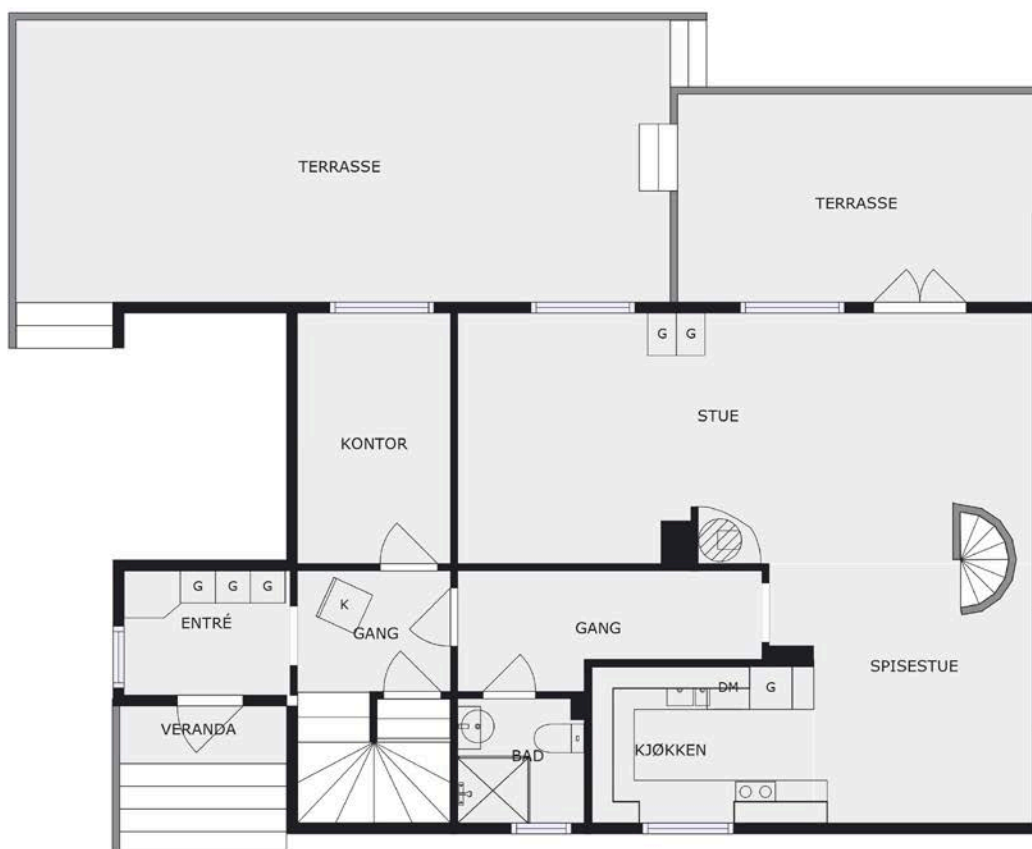 TERRASSE
TERRASSE
G G
STUE
KONTOR
G G G
K
ENTRÉ
GANG
GANG
SPISESTUE
DM G
VERANDA
BAD
KJØKKEN